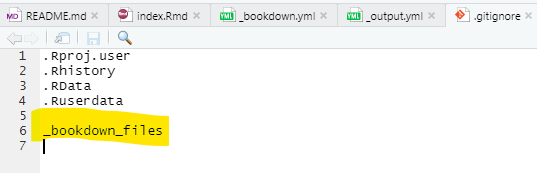 README.md index.Rmd _bookdown.yml _output.yml .gitignore
1 .Rproj.user
2 .Rhistory
3 .RData
4 .Ruserdata
5
6 _bookdown_files
7